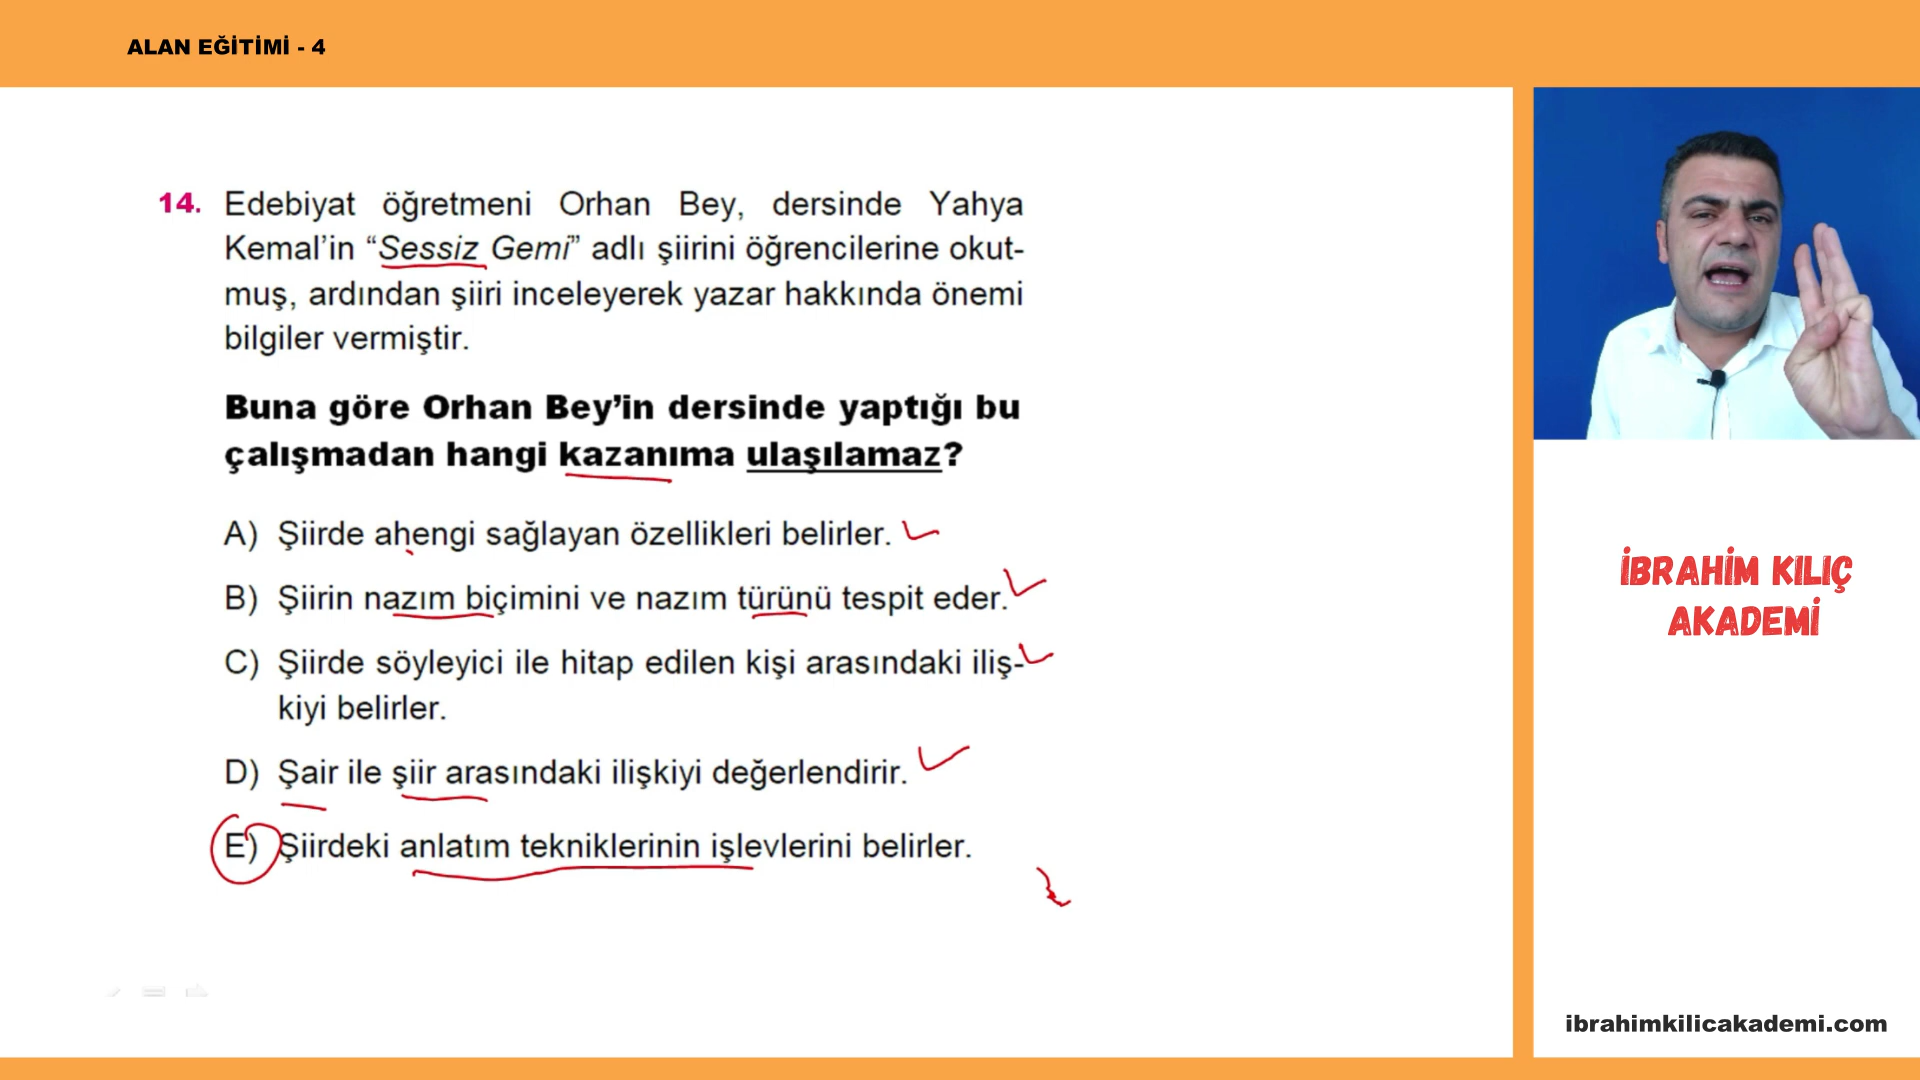 ALAN EĞİTİMİ - 4
14. Edebiyat öğretmeni Orhan Bey, dersinde Yahya
Kemal’in “Sessiz Gemi” adlı şiirini öğrencilerine okut-
muş, ardından şiiri inceleyerek yazar hakkında önemi
bilgiler vermiştir.
Buna göre Orhan Bey’in dersinde yaptığı bu
çalışmadan hangi kazanıma ulaşılamaz?
A) Şiirde ahengi sağlayan özellikleri belirler.
B) Şiirin nazım biçimini ve nazım türünü tespit eder.
C) Şiirde söyleyici ile hitap edilen kişi arasındaki iliş-
kiyi belirler.
D) Şair ile şiir arasındaki ilişkiyi değerlendirir.
E) Şiirdeki anlatım tekniklerinin işlevlerini belirler.
İBRAHİM KILIÇ
AKADEMİ
ibrahimkilicakademi.com